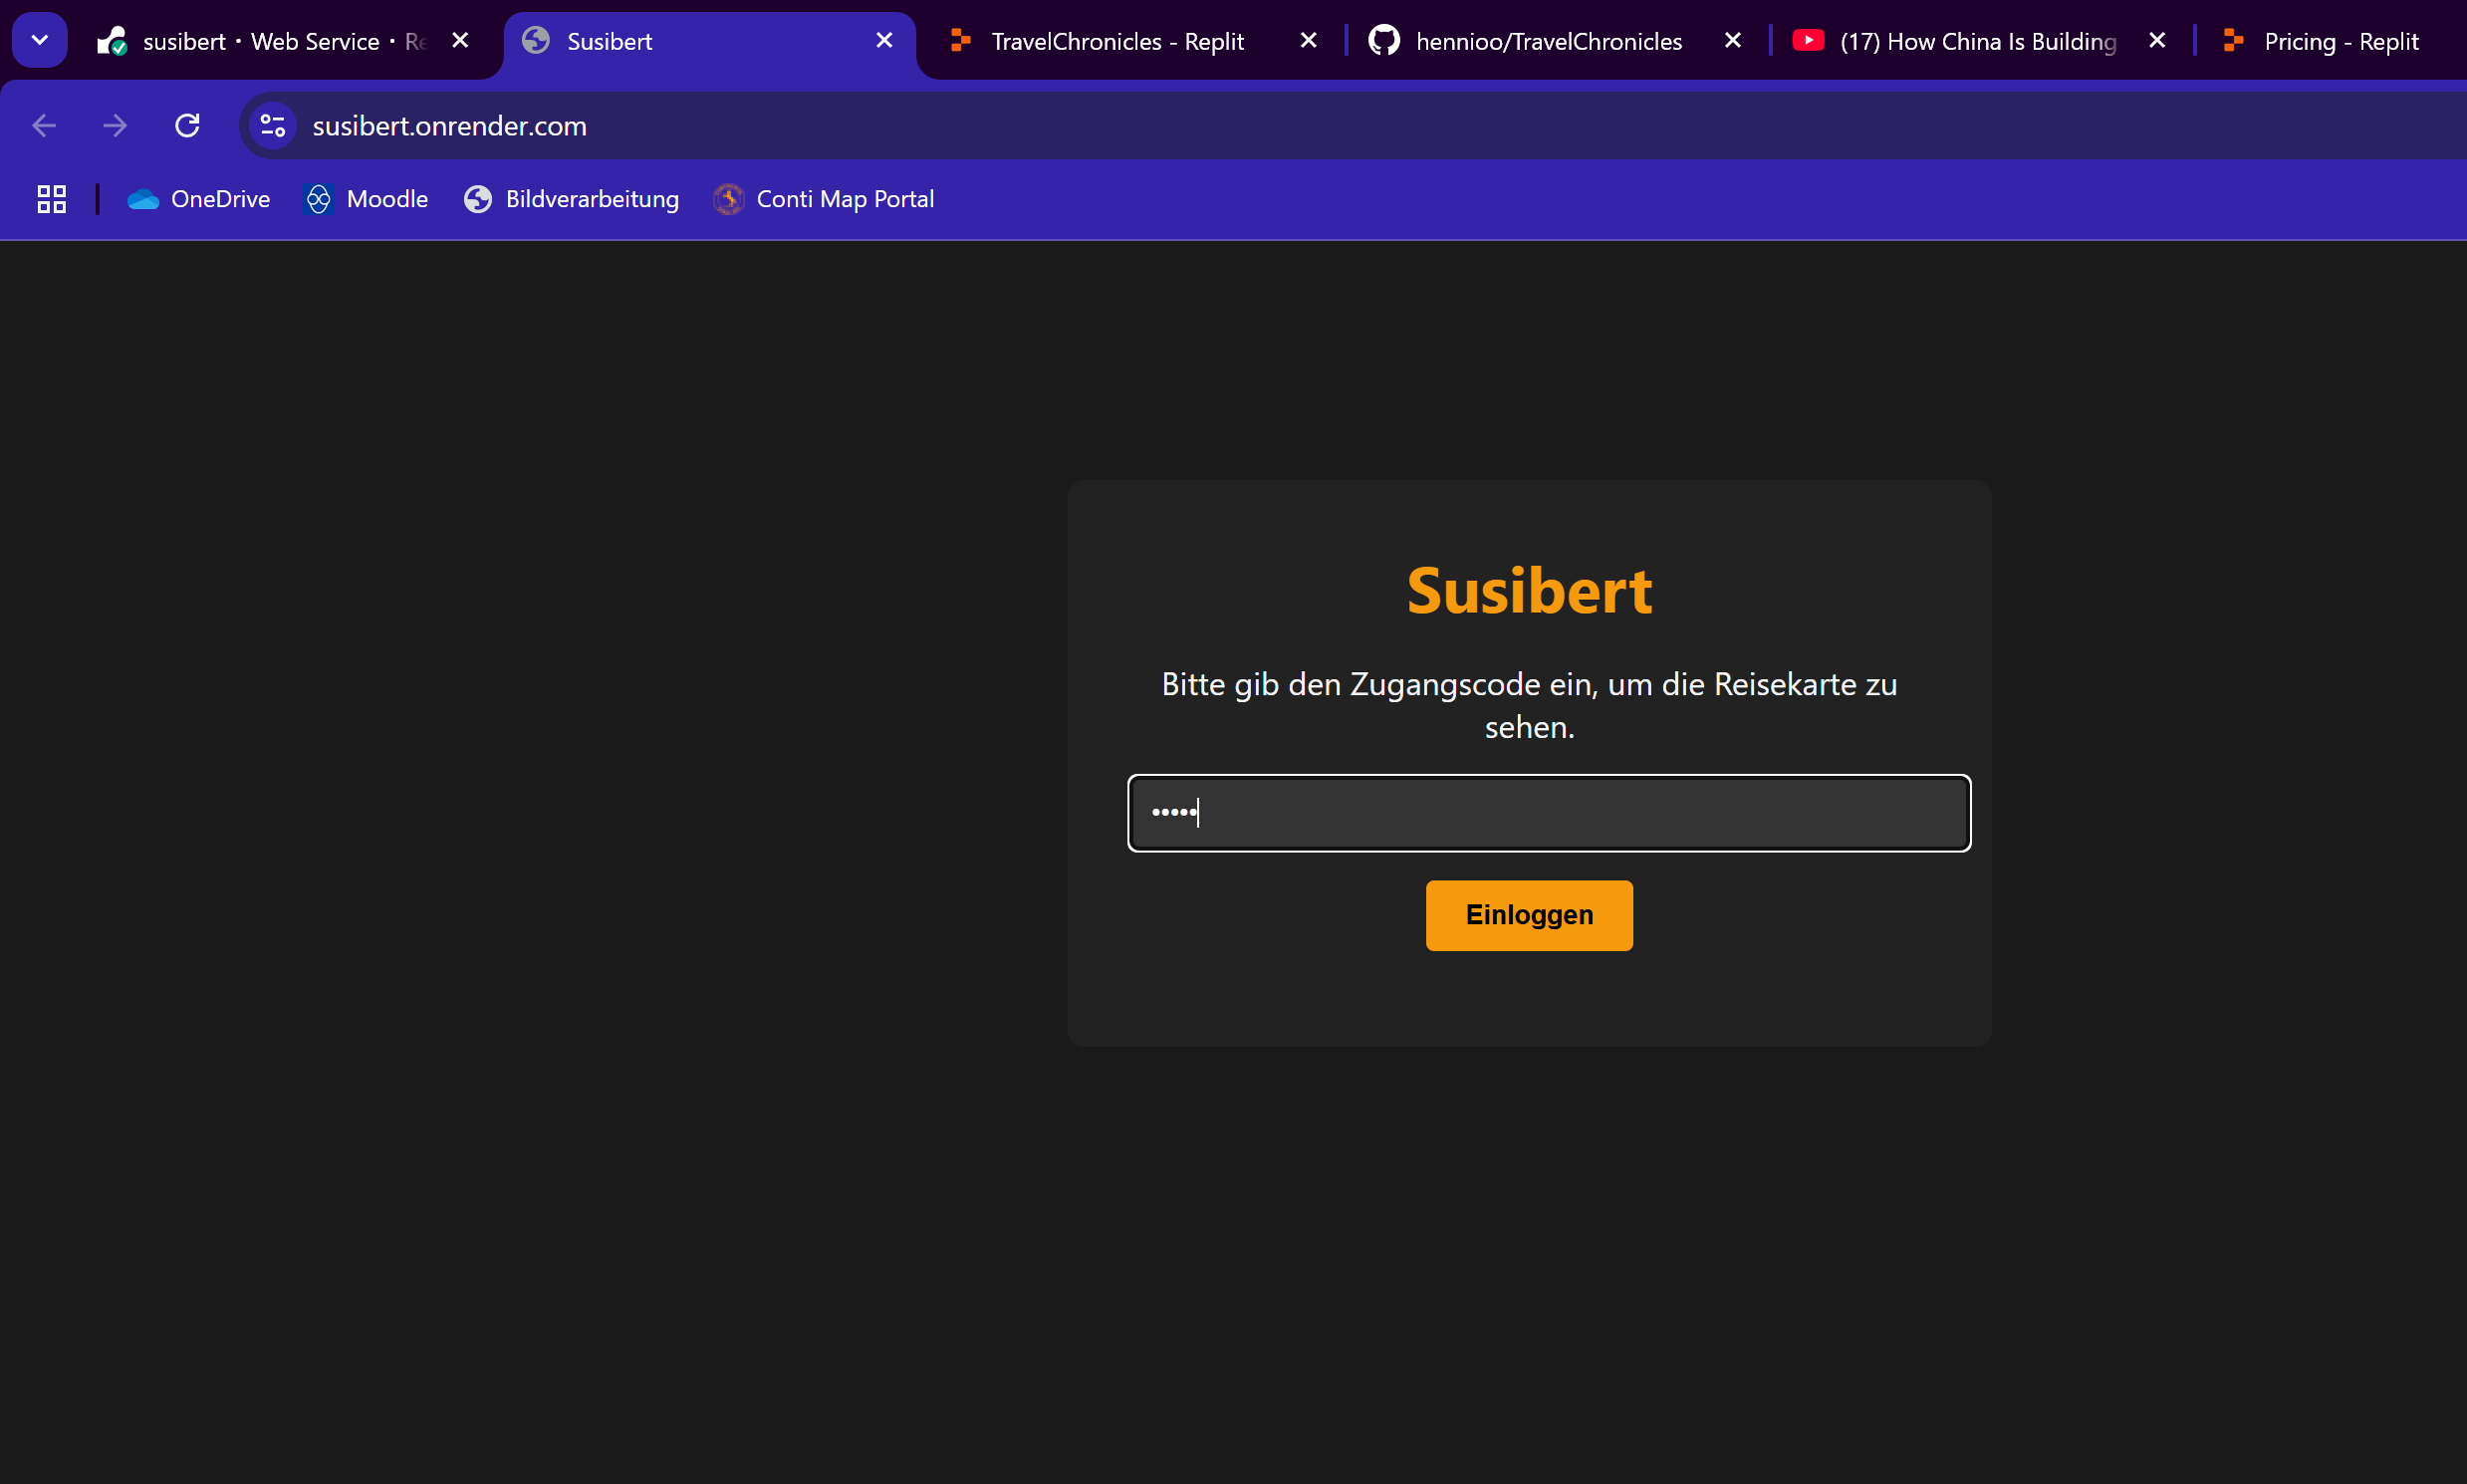 susibert · Web Service · Re
Susibert
TravelChronicles - Replit
hennioo/TravelChronicles
(17) How China Is Building
Pricing - Replit
susibert.onrender.com
OneDrive
Moodle
Bildverarbeitung
Conti Map Portal
Susibert
Bitte gib den Zugangscode ein, um die Reisekarte zu
sehen.
•••••
Einloggen